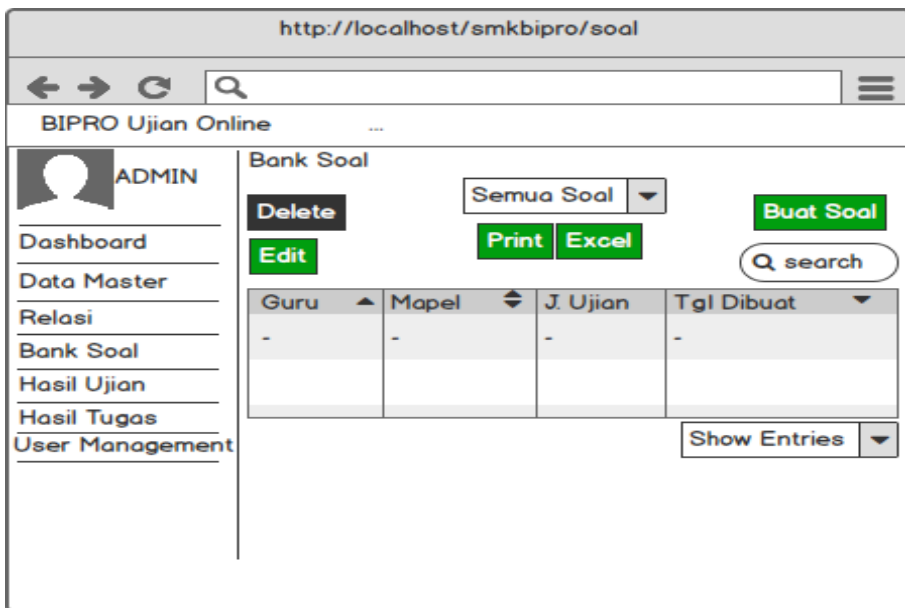 http://localhost/smkbipro/soal
BIPRO Ujian Online ...
ADMIN
Dashboard
Data Master
Relasi
Bank Soal
Hasil Ujian
Hasil Tugas
User Management
Bank Soal
Delete
Semua Soal
Buat Soal
Edit
Print Excel
search
Guru Mapel J. Ujian Tgl Dibuat
- - - -
Show Entries